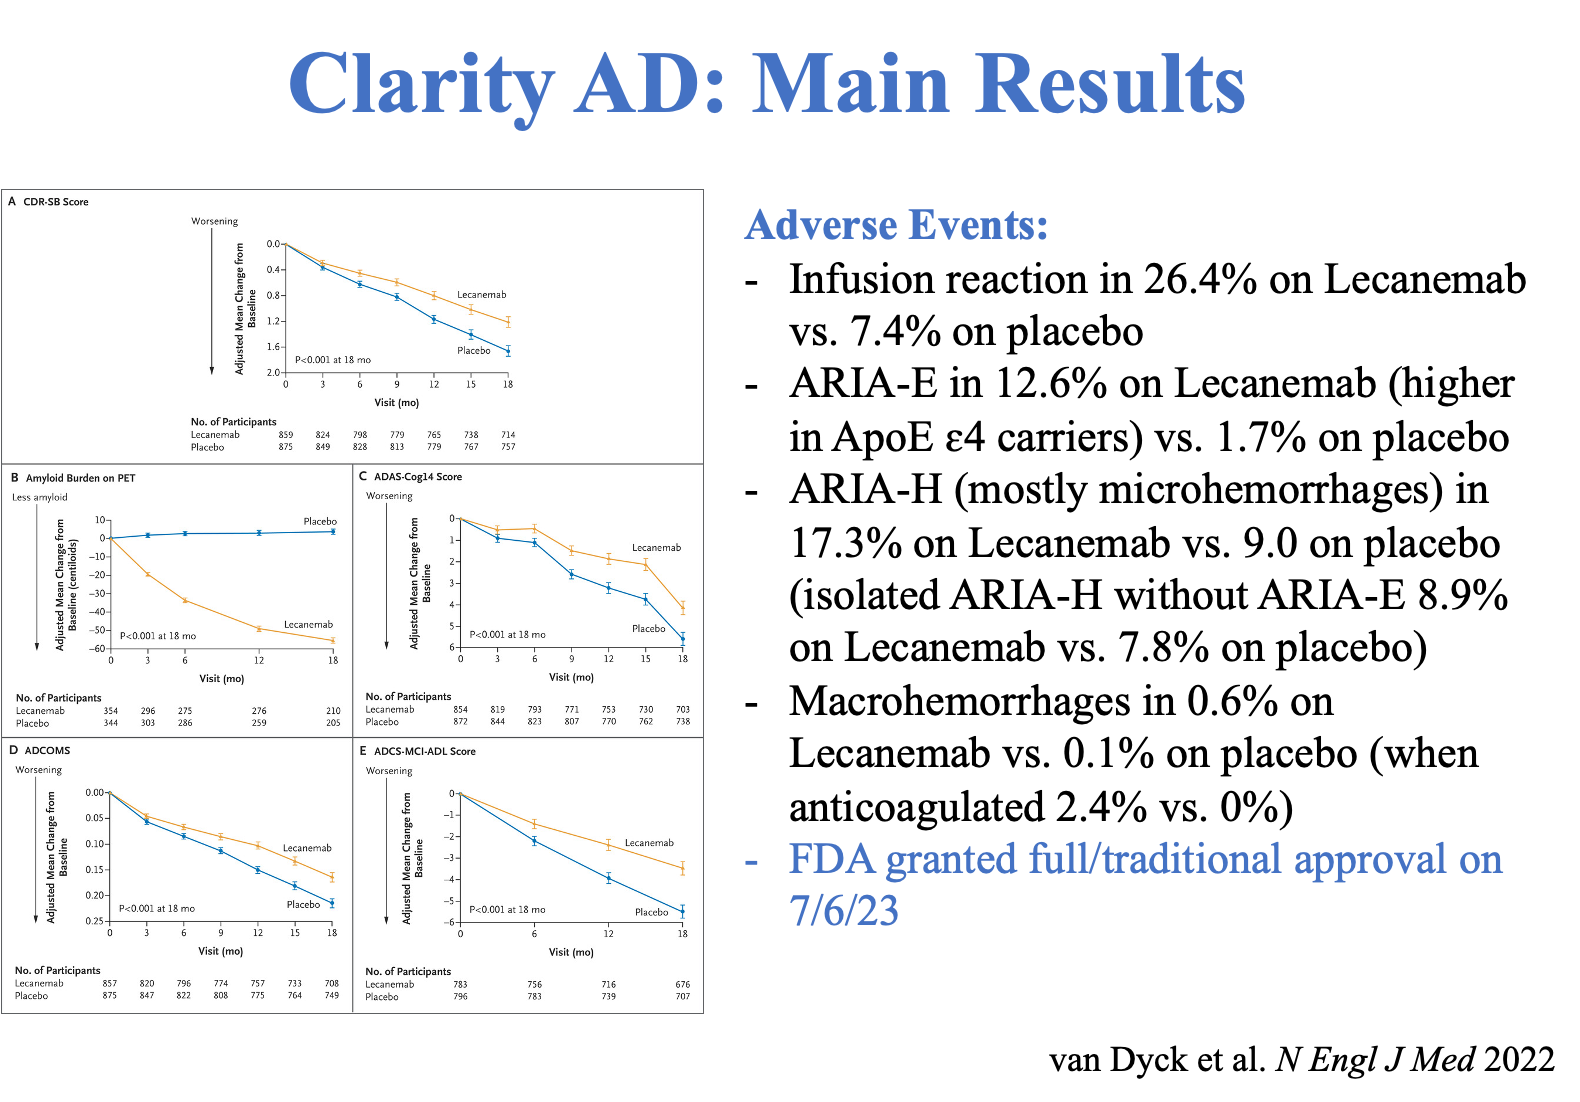 Clarity AD: Main Results
A CDR-SB Score
Worsening
Adjusted Mean Change from
Baseline
0.0
0.4
0.8
1.2
1.6
2.0
Lecanemab
Placebo
P<0.001 at 18 mo
0 3 6 9 12 15 18
Visit (mo)
No. of Participants
Lecanemab 859 824 798 779 765 738 714
Placebo 875 849 828 813 779 767 757
B Amyloid Burden on PET
Less amyloid
Adjusted Mean Change from
Baseline (centiloids)
10
0
−10
−20
−30
−40
−50
−60
Placebo
Lecanemab
P<0.001 at 18 mo
0 3 6 12 18
Visit (mo)
No. of Participants
Lecanemab 354 296 275 276 210
Placebo 344 303 286 259 205
C ADAS-Cog14 Score
Worsening
Adjusted Mean Change from
Baseline
0
1
2
3
4
5
6
Lecanemab
Placebo
P<0.001 at 18 mo
0 3 6 9 12 15 18
Visit (mo)
No. of Participants
Lecanemab 854 819 793 771 753 730 703
Placebo 872 844 823 807 770 762 738
D ADCOMS
Worsening
Adjusted Mean Change from
Baseline
0.00
0.05
0.10
0.15
0.20
0.25
Lecanemab
Placebo
P<0.001 at 18 mo
0 3 6 9 12 15 18
Visit (mo)
No. of Participants
Lecanemab 857 820 796 774 757 733 708
Placebo 875 847 822 808 775 764 749
E ADCS-MCI-ADL Score
Worsening
Adjusted Mean Change from
Baseline
0
−1
−2
−3
−4
−5
−6
Lecanemab
Placebo
P<0.001 at 18 mo
0 6 12 18
Visit (mo)
No. of Participants
Lecanemab 783 756 716 676
Placebo 796 783 739 707
Adverse Events:
- Infusion reaction in 26.4% on Lecanemab
vs. 7.4% on placebo
- ARIA-E in 12.6% on Lecanemab (higher
in ApoE ε4 carriers) vs. 1.7% on placebo
- ARIA-H (mostly microhemorrhages) in
17.3% on Lecanemab vs. 9.0 on placebo
(isolated ARIA-H without ARIA-E 8.9%
on Lecanemab vs. 7.8% on placebo)
- Macrohemorrhages in 0.6% on
Lecanemab vs. 0.1% on placebo (when
anticoagulated 2.4% vs. 0%)
- FDA granted full/traditional approval on
7/6/23
van Dyck et al. N Engl J Med 2022